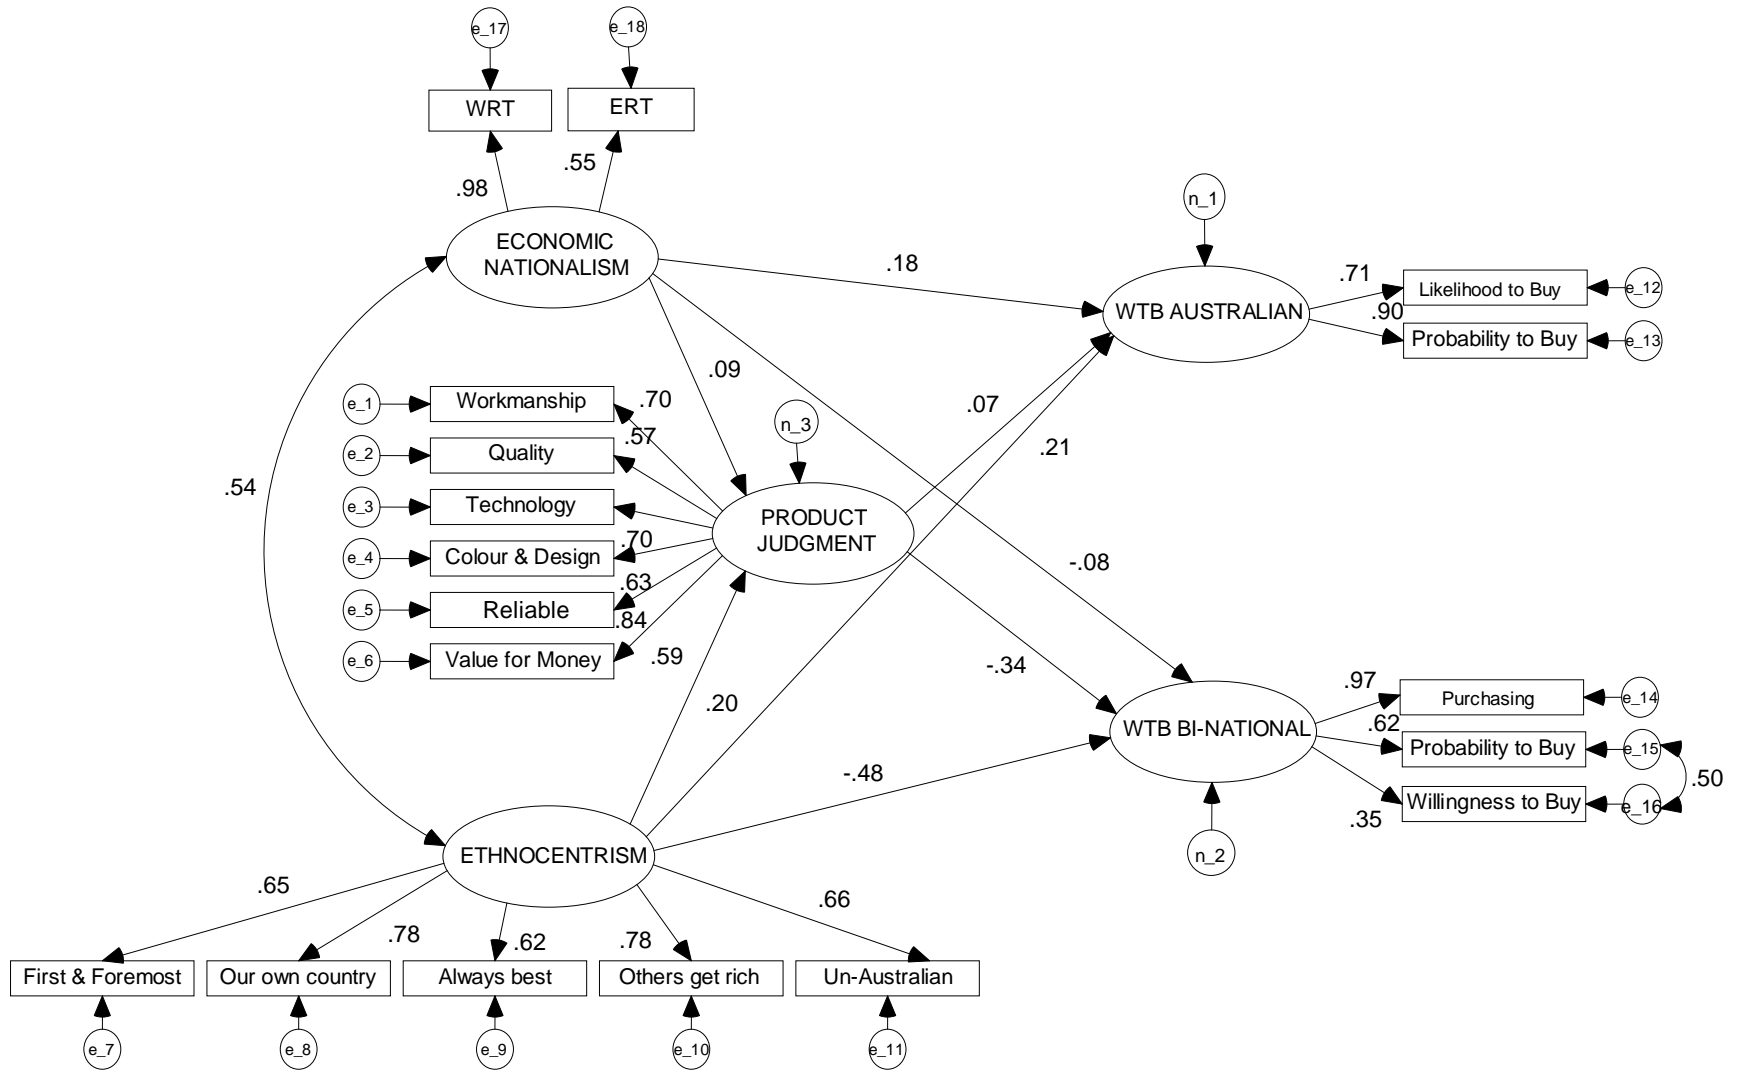 e_17
e_18
WRT
ERT
.98
.55
ECONOMIC
NATIONALISM
n_1
.18
WTB AUSTRALIAN
.71
Likelihood to Buy
e_12
.90
Probability to Buy
e_13
.09
.07
.21
.54
e_1
Workmanship
.70
e_2
Quality
.57
e_3
Technology
.70
e_4
Colour & Design
.63
e_5
Reliable
.84
e_6
Value for Money
.59
n_3
PRODUCT
JUDGMENT
-.08
-.34
.20
-.48
WTB BI-NATIONAL
n_2
.97
Purchasing
e_14
.62
Probability to Buy
e_15
.50
.35
Willingness to Buy
e_16
ETHNOCENTRISM
.65
.78
.62
.78
.66
First & Foremost
Our own country
Always best
Others get rich
Un-Australian
e_7
e_8
e_9
e_10
e_11